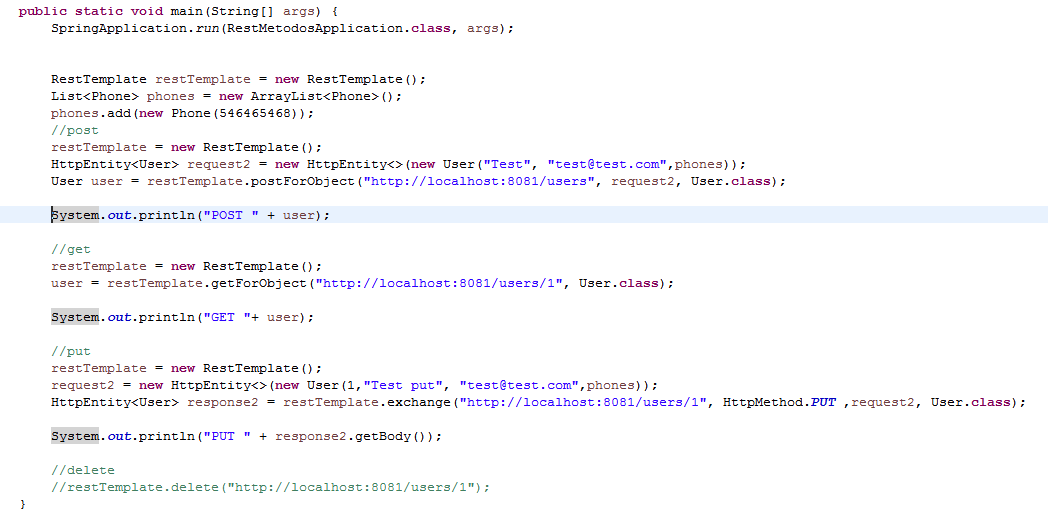 public static void main(String[] args) {
SpringApplication.run(RestMetodosApplication.class, args);
RestTemplate restTemplate = new RestTemplate();
List<Phone> phones = new ArrayList<Phone>();
phones.add(new Phone(546465468));
//post
restTemplate = new RestTemplate();
HttpEntity<User> request2 = new HttpEntity<>(new User("Test", "test@test.com",phones));
User user = restTemplate.postForObject("http://localhost:8081/users", request2, User.class);
System.out.println("POST " + user);
//get
restTemplate = new RestTemplate();
user = restTemplate.getForObject("http://localhost:8081/users/1", User.class);
System.out.println("GET "+ user);
//put
restTemplate = new RestTemplate();
request2 = new HttpEntity<>(new User(1,"Test put", "test@test.com",phones));
HttpEntity<User> response2 = restTemplate.exchange("http://localhost:8081/users/1", HttpMethod.PUT ,request2, User.class);
System.out.println("PUT " + response2.getBody());
//delete
//restTemplate.delete("http://localhost:8081/users/1");
}